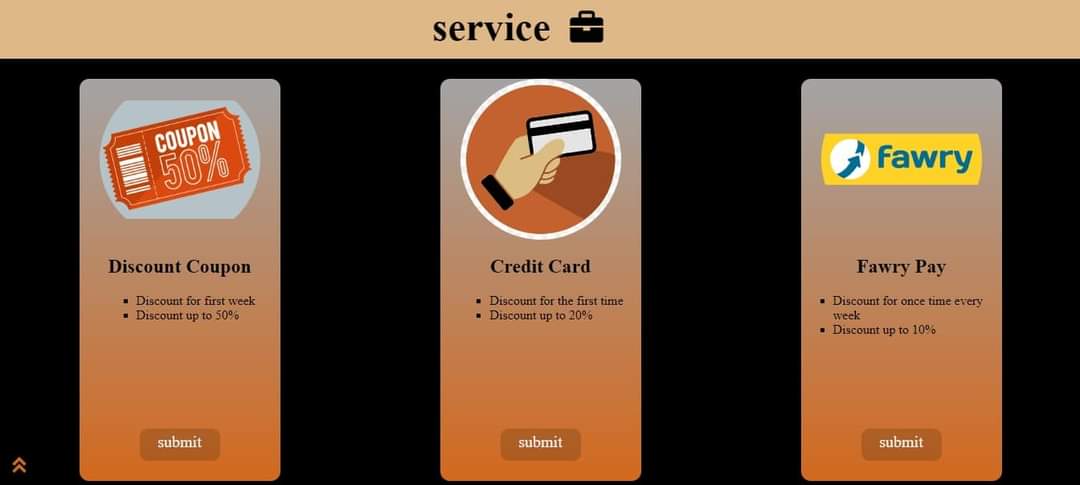 service
COUPON
50%
fawry
Discount Coupon
Discount for first week
Discount up to 50%
submit
Credit Card
Discount for the first time
Discount up to 20%
submit
Fawry Pay
Discount for once time every
week
Discount up to 10%
submit